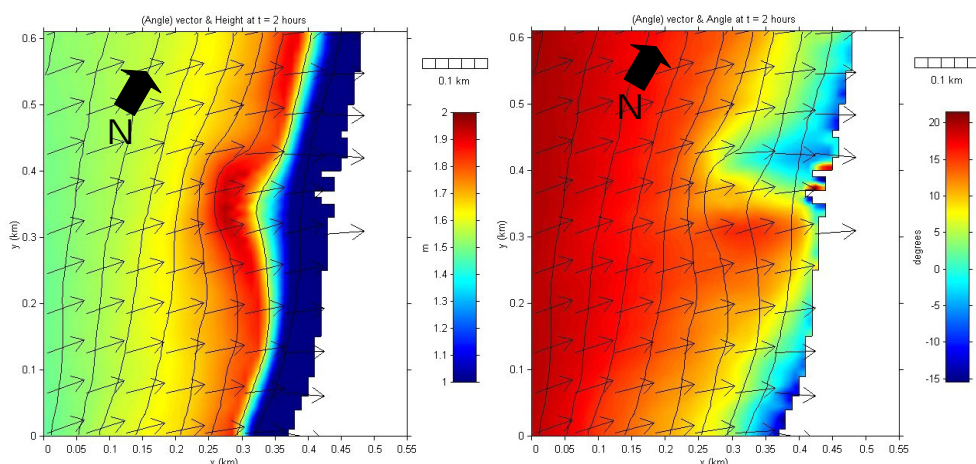 (Angle) vector & Height at t = 2 hours
0.6
0.5
0.4
0.3
0.2
0.1
0
y (km)
N
0 0.05 0.1 0.15 0.2 0.25 0.3 0.35 0.4 0.45 0.5 0.55
x (km)
0.1 km
m
2
1.9
1.8
1.7
1.6
1.5
1.4
1.3
1.2
1.1
1
(Angle) vector & Angle at t = 2 hours
0.6
0.5
0.4
0.3
0.2
0.1
0
y (km)
N
0 0.05 0.1 0.15 0.2 0.25 0.3 0.35 0.4 0.45 0.5 0.55
x (km)
0.1 km
degrees
20
15
10
5
0
-5
-10
-15